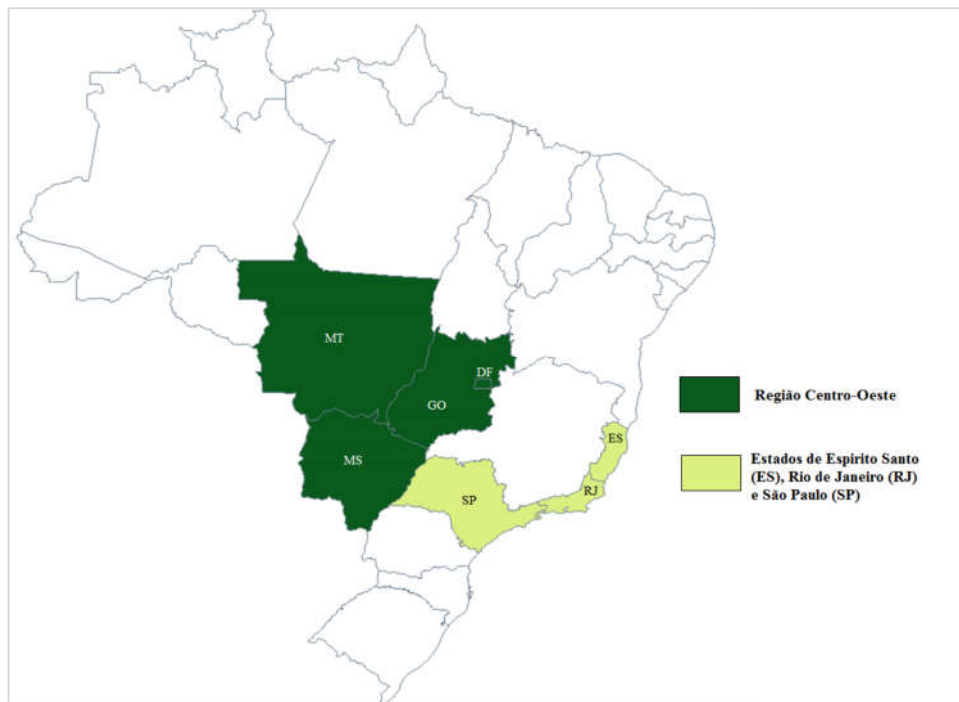 MT
DF
GO
MS
ES
RJ
SP
Região Centro-Oeste
Estados de Espírito Santo
(ES), Rio de Janeiro (RJ)
e São Paulo (SP)